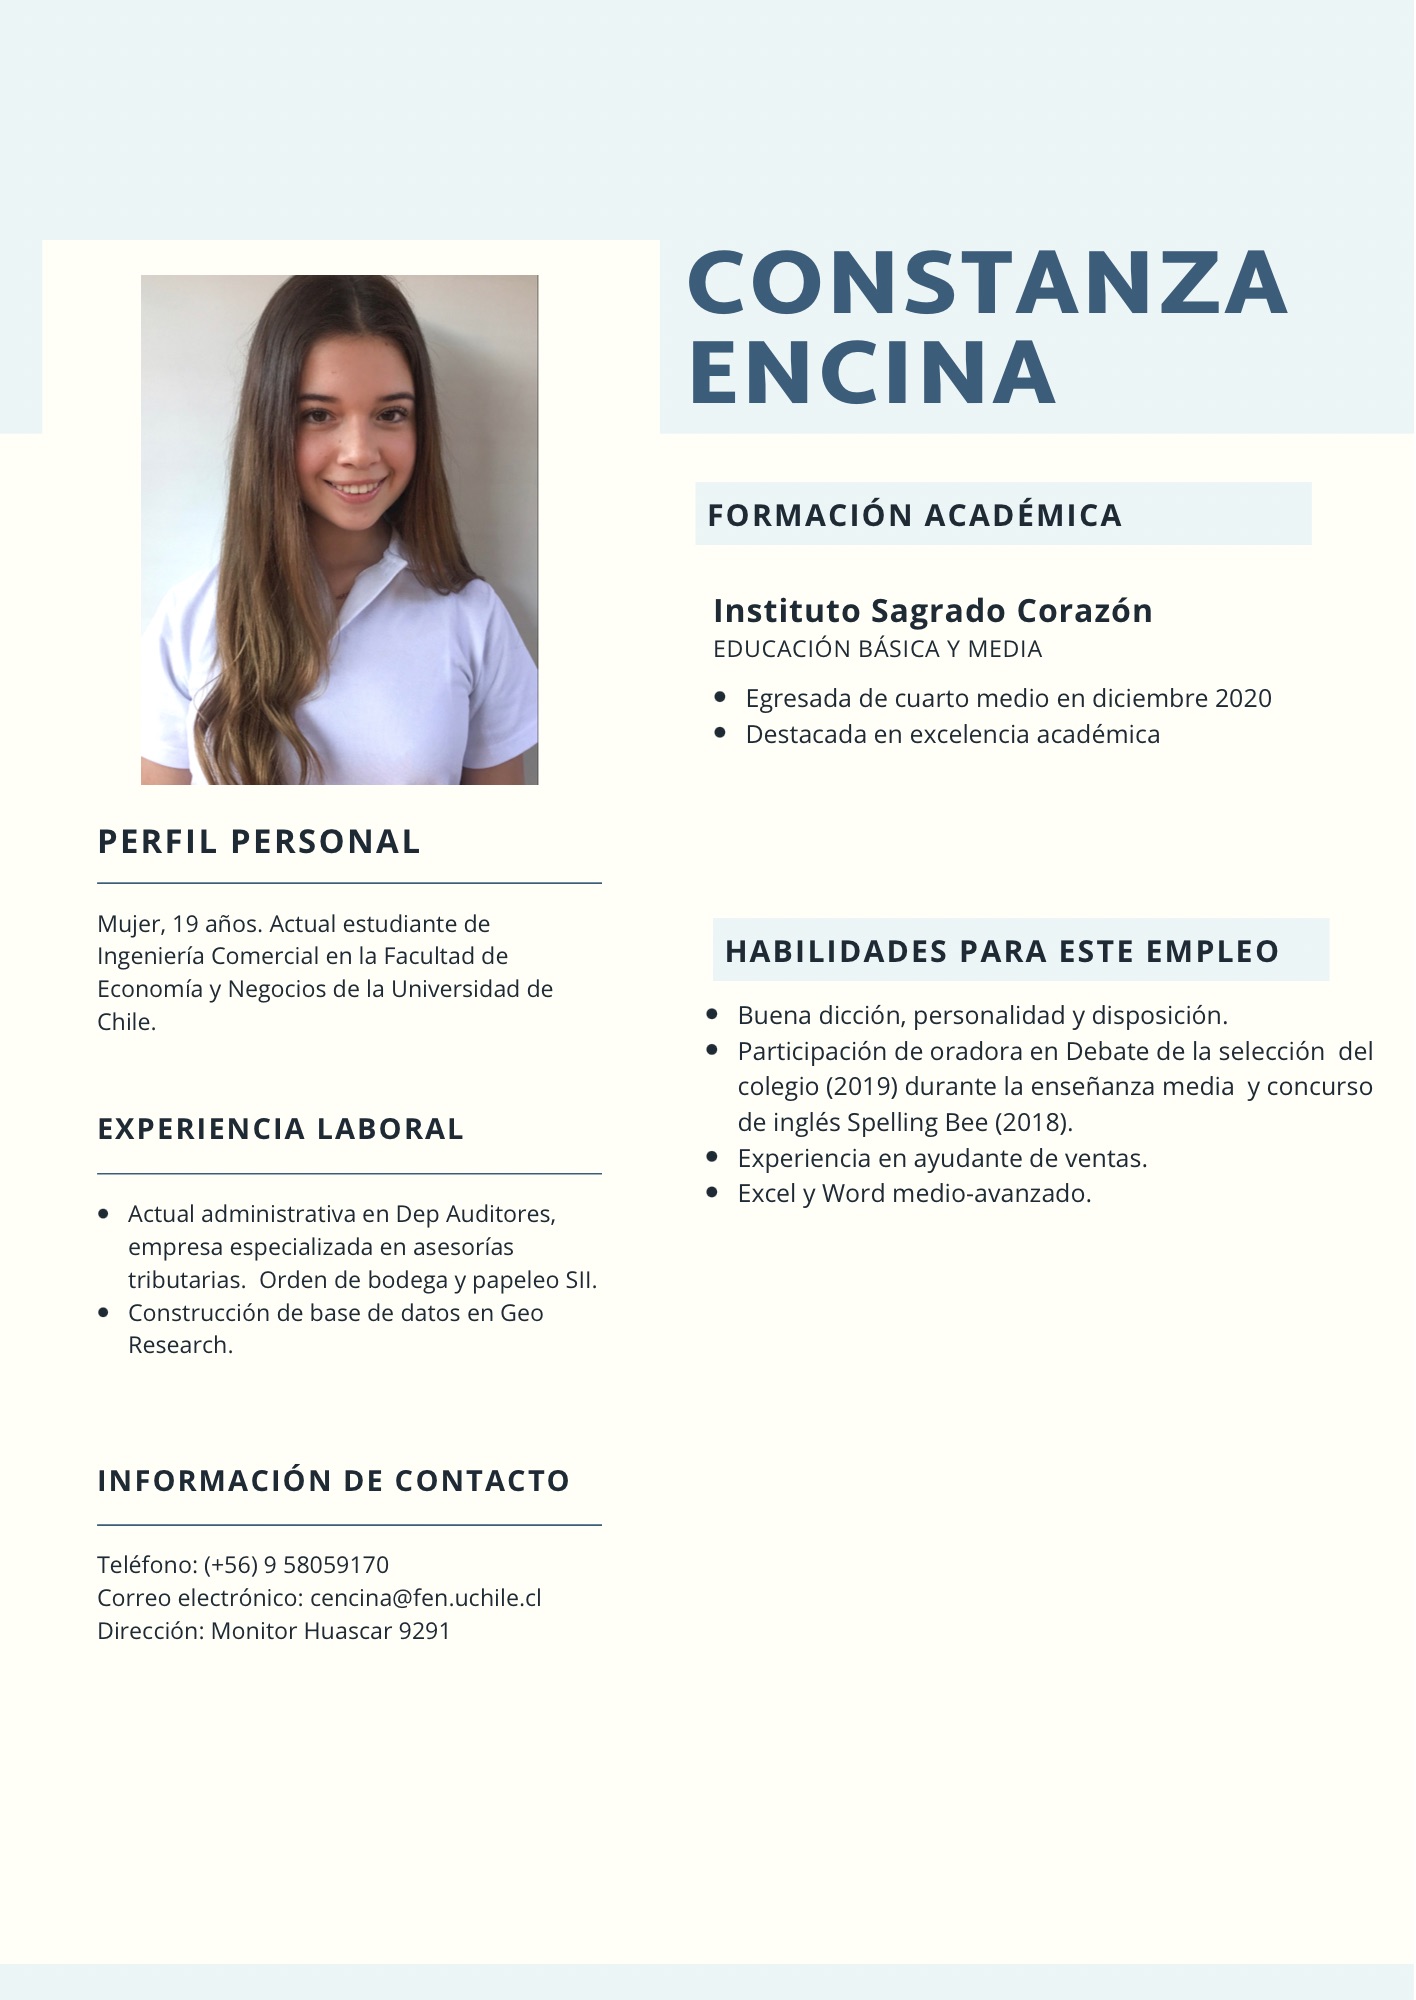 CONSTANZA
ENCINA
PERFIL PERSONAL
Mujer, 19 años. Actual estudiante de
Ingeniería Comercial en la Facultad de
Economía y Negocios de la Universidad de
Chile.
EXPERIENCIA LABORAL
Actual administrativa en Dep Auditores,
empresa especializada en asesorías
tributarias.  Orden de bodega y papeleo SII.
Construcción de base de datos en Geo
Research.
INFORMACIÓN DE CONTACTO
Teléfono: (+56) 9 58059170
Correo electrónico: cencina@fen.uchile.cl
Dirección: Monitor Huascar 9291
FORMACIÓN ACADÉMICA
Instituto Sagrado Corazón
EDUCACIÓN BÁSICA Y MEDIA
Egresada de cuarto medio en diciembre 2020
Destacada en excelencia académica
HABILIDADES PARA ESTE EMPLEO
Buena dicción, personalidad y disposición.
Participación de oradora en Debate de la selección  del
colegio (2019) durante la enseñanza media  y concurso
de inglés Spelling Bee (2018).
Experiencia en ayudante de ventas.
Excel y Word medio-avanzado.